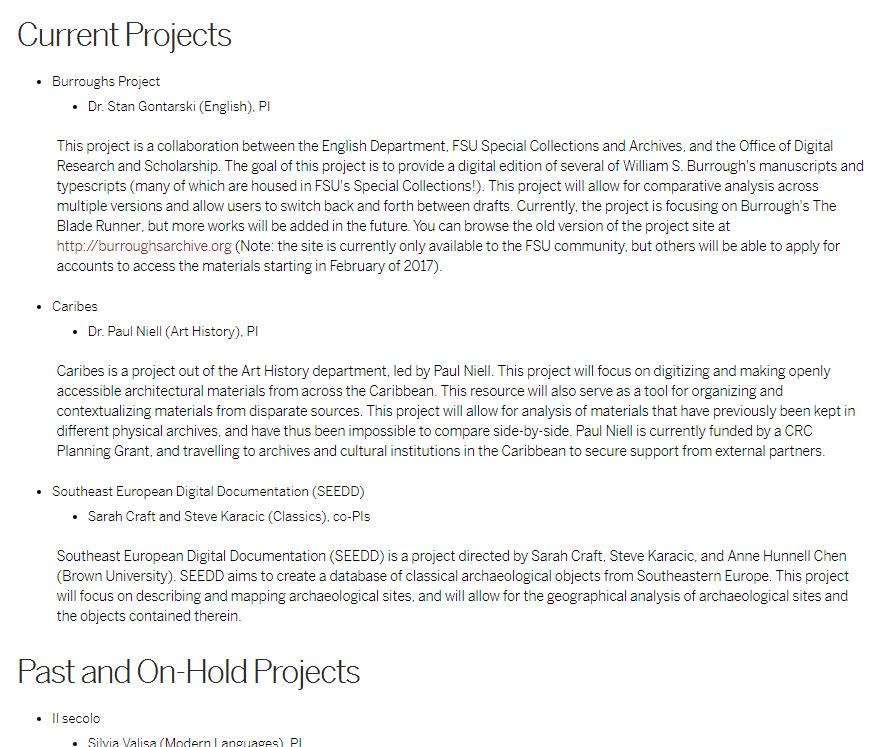 Current Projects
• Burroughs Project
• Dr. Stan Gontarski (English), PI
This project is a collaboration between the English Department, FSU Special Collections and Archives, and the Office of Digital
Research and Scholarship. The goal of this project is to provide a digital edition of several of William S. Burrough's manuscripts and
typescripts (many of which are housed in FSU's Special Collections!). This project will allow for comparative analysis across
multiple versions and allow users to switch back and forth between drafts. Currently, the project is focusing on Burrough's The
Blade Runner, but more works will be added in the future. You can browse the old version of the project site at
http://burroughsarchive.org (Note: the site is currently only available to the FSU community, but others will be able to apply for
accounts to access the materials starting in February of 2017).
• Caribes
• Dr. Paul Niell (Art History), PI
Caribes is a project out of the Art History department, led by Paul Niell. This project will focus on digitizing and making openly
accessible architectural materials from across the Caribbean. This resource will also serve as a tool for organizing and
contextualizing materials from disparate sources. This project will allow for analysis of materials that have previously been kept in
different physical archives, and have thus been impossible to compare side-by-side. Paul Niell is currently funded by a CRC
Planning Grant, and travelling to archives and cultural institutions in the Caribbean to secure support from external partners.
• Southeast European Digital Documentation (SEEDD)
• Sarah Craft and Steve Karacic (Classics), co-PIs
Southeast European Digital Documentation (SEEDD) is a project directed by Sarah Craft, Steve Karacic, and Anne Hunnell Chen
(Brown University). SEEDD aims to create a database of classical archaeological objects from Southeastern Europe. This project
will focus on describing and mapping archaeological sites, and will allow for the geographical analysis of archaeological sites and
the objects contained therein.
Past and On-Hold Projects
• Il secolo
• Silvia Valisa (Modern Languages), PI